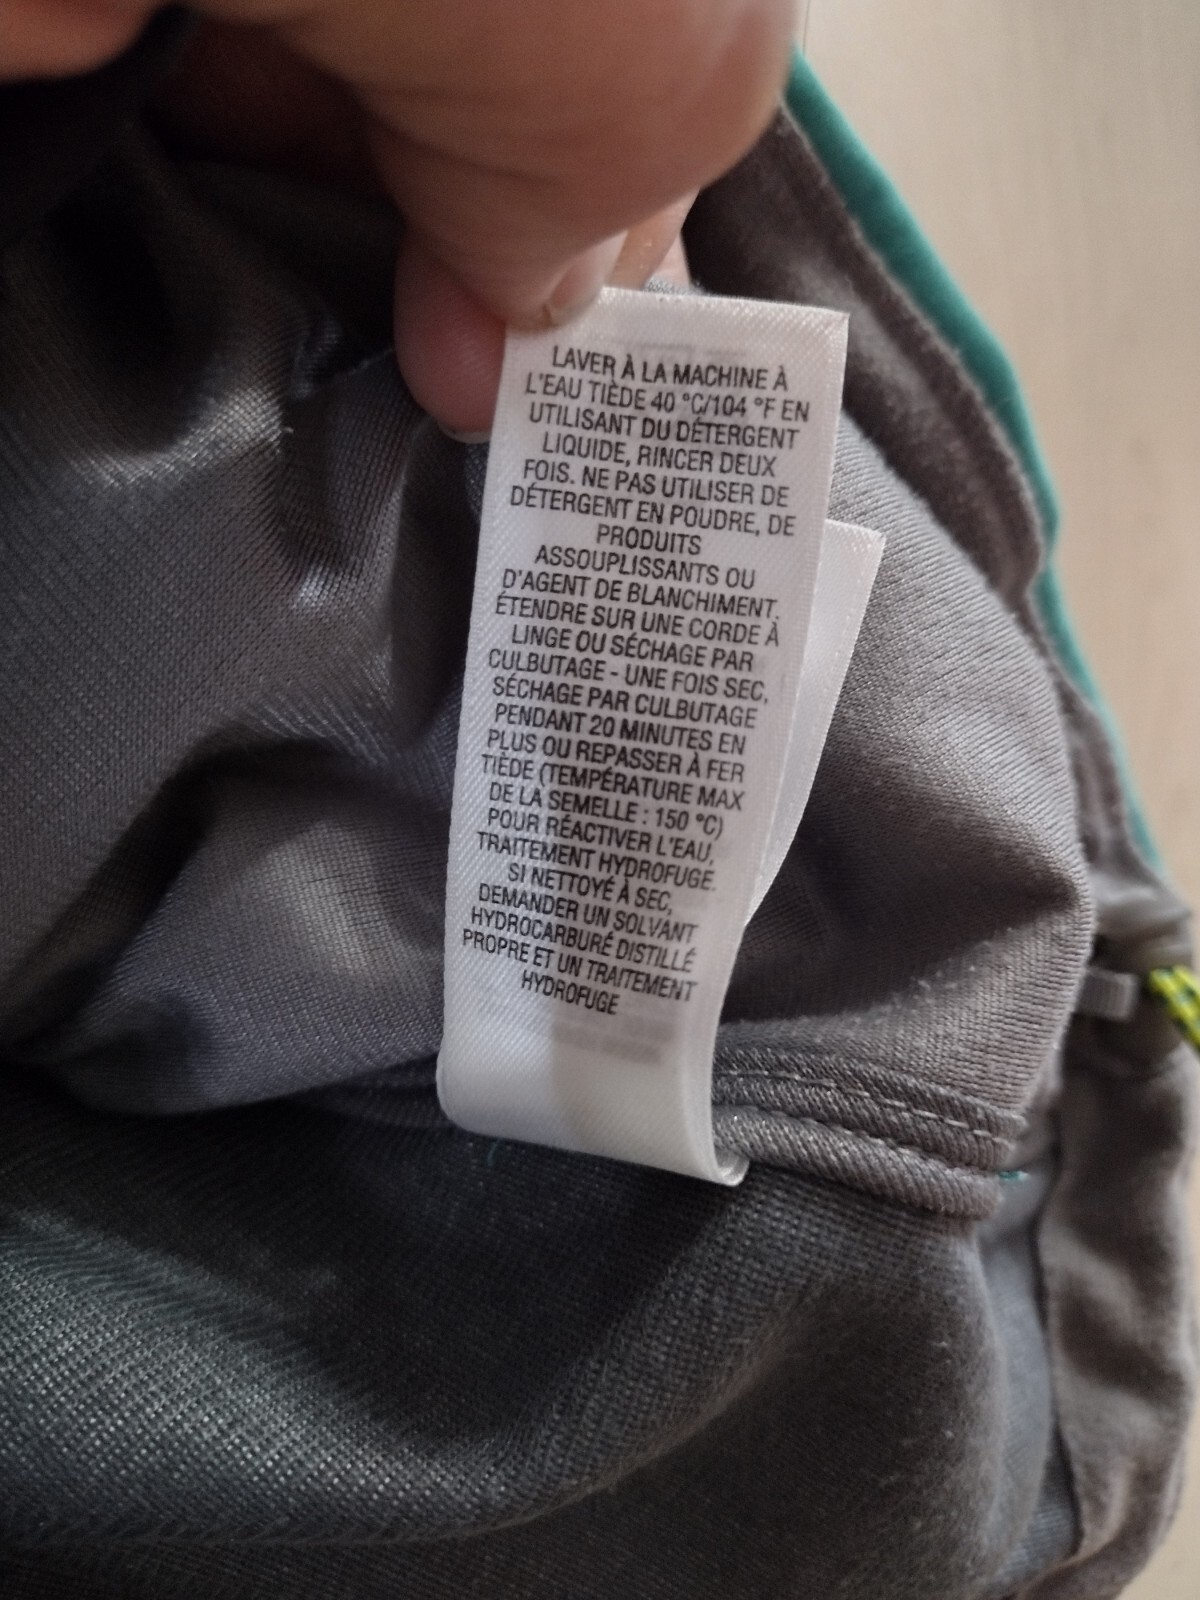 LAVER À LA MACHINE À
L'EAU TIÈDE 40 °C/104 °F EN
UTILISANT DU DÉTERGENT
LIQUIDE, RINCER DEUX
FOIS. NE PAS UTILISER DE
DÉTERGENT EN POUDRE, DE
PRODUITS
ASSOUPLISSANTS OU
D'AGENT DE BLANCHIMENT.
ÉTENDRE SUR UNE CORDE À
LINGE OU SÉCHAGE PAR
CULBUTAGE - UNE FOIS SEC,
SÉCHAGE PAR CULBUTAGE
PENDANT 20 MINUTES EN
PLUS OU REPASSER À FER
TIÈDE (TEMPÉRATURE MAX
DE LA SEMELLE : 150 °C)
POUR RÉACTIVER L'EAU,
TRAITEMENT HYDROFUGE.
SI NETTOYÉ À SEC,
DEMANDER UN SOLVANT
HYDROCARBURÉ DISTILLÉ
PROPRE ET UN TRAITEMENT
HYDROFUGE